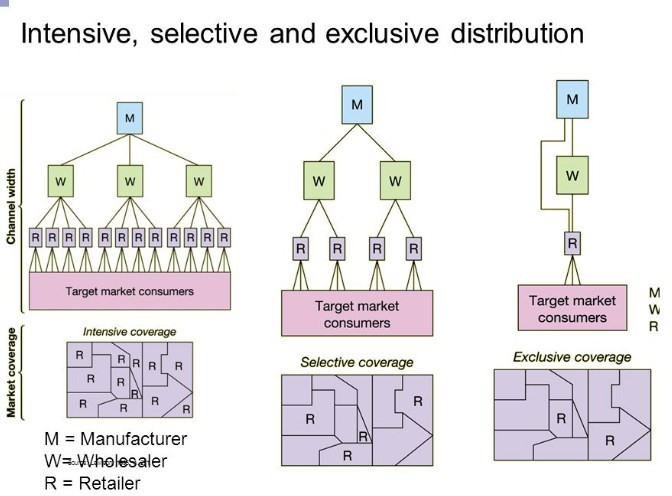 Intensive, selective and exclusive distribution
Channel width
M
W W W
R R R R R R R R R R R R
Target market consumers
Market coverage
Intensive coverage
R R R R R
R R
R R R R R
M
W W
R R R R
Target market
consumers
Selective coverage
R
R
R
R
M
W
R
Target market
consumers
Exclusive coverage
R
R
M
W
R
M = Manufacturer
W= Wholesaler
R = Retailer